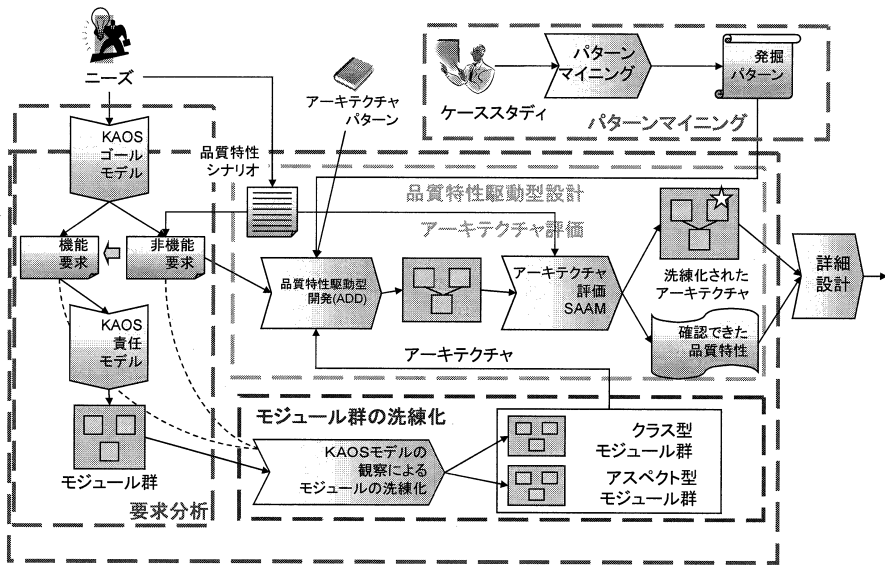 ニーズ
KAOS
ゴール
モデル
機能
要求
非機能
要求
KAOS
責任
モデル
モジュール群
要求分析
品質特性
シナリオ
アーキテクチャ
パターン
ケーススタディ
パターン
マイニング
発掘
パターン
パターンマイニング
品質特性駆動型設計
アーキテクチャ評価
品質特性駆動型
開発(ADD)
アーキテクチャ
アーキテクチャ
評価
SAAM
洗練化された
アーキテクチャ
確認できた
品質特性
詳細
設計
モジュール群の洗練化
KAOSモデルの
観察による
モジュールの洗練化
クラス型
モジュール群
アスペクト型
モジュール群